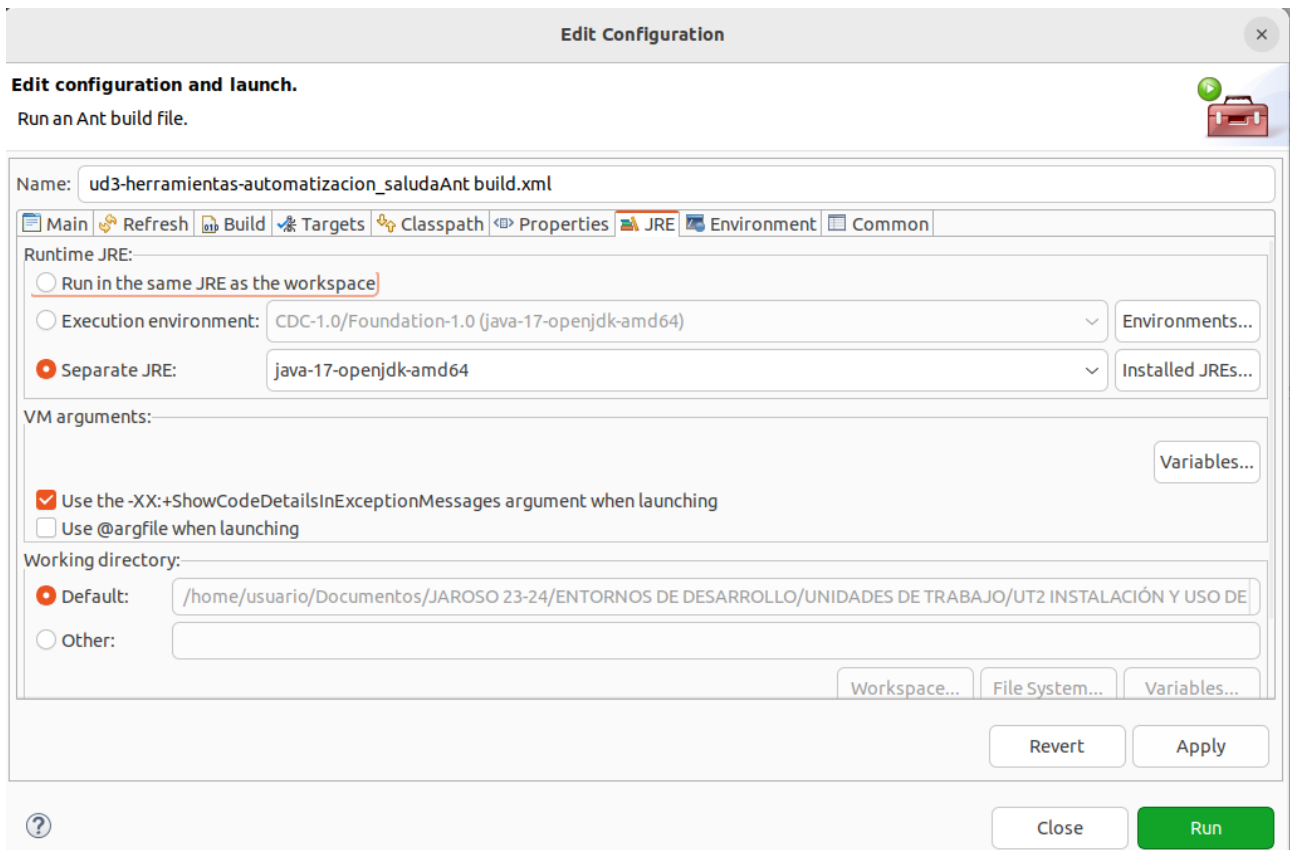 Edit Configuration
Edit configuration and launch.
Run an Ant build file.
Name: ud3-herramientas-automatizacion_saludaAnt build.xml
Main Refresh Build Targets Classpath Properties JRE Environment Common
Runtime JRE:
Run in the same JRE as the workspace
Execution environment: CDC-1.0/Foundation-1.0 (java-17-openjdk-amd64) Environments...
Separate JRE: java-17-openjdk-amd64 Installed JREs...
VM arguments:
Variables...
Use the -XX:+ShowCodeDetailsInExceptionMessages argument when launching
Use @argfile when launching
Working directory:
Default: /home/usuario/Documentos/JAROSO 23-24/ENTORNOS DE DESARROLLO/UNIDADES DE TRABAJO/UT2 INSTALACIÓN Y USO DE
Other:
Workspace... File System... Variables...
Revert Apply
Close Run